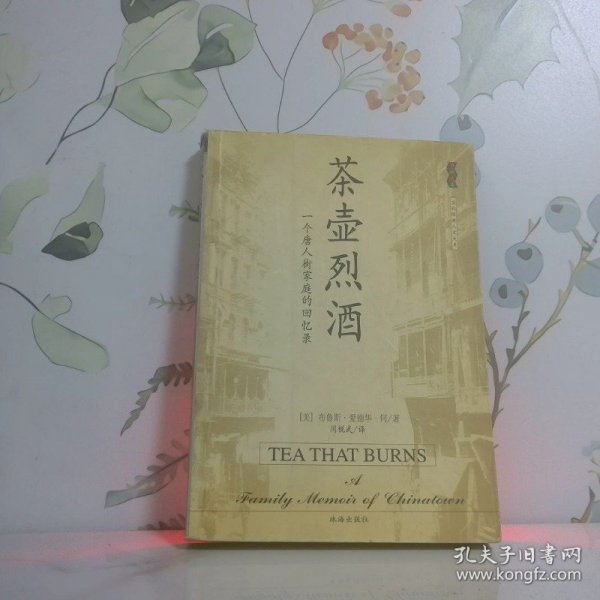 茶壶烈酒
一个唐人街家庭的回忆录
[美] 布鲁斯·爱德华·何/著
闫枫武/译
TEA THAT BURNS
A
Family Memoir of Chinatown
珠海出版社
孔夫子旧书网
www.kongfz.com